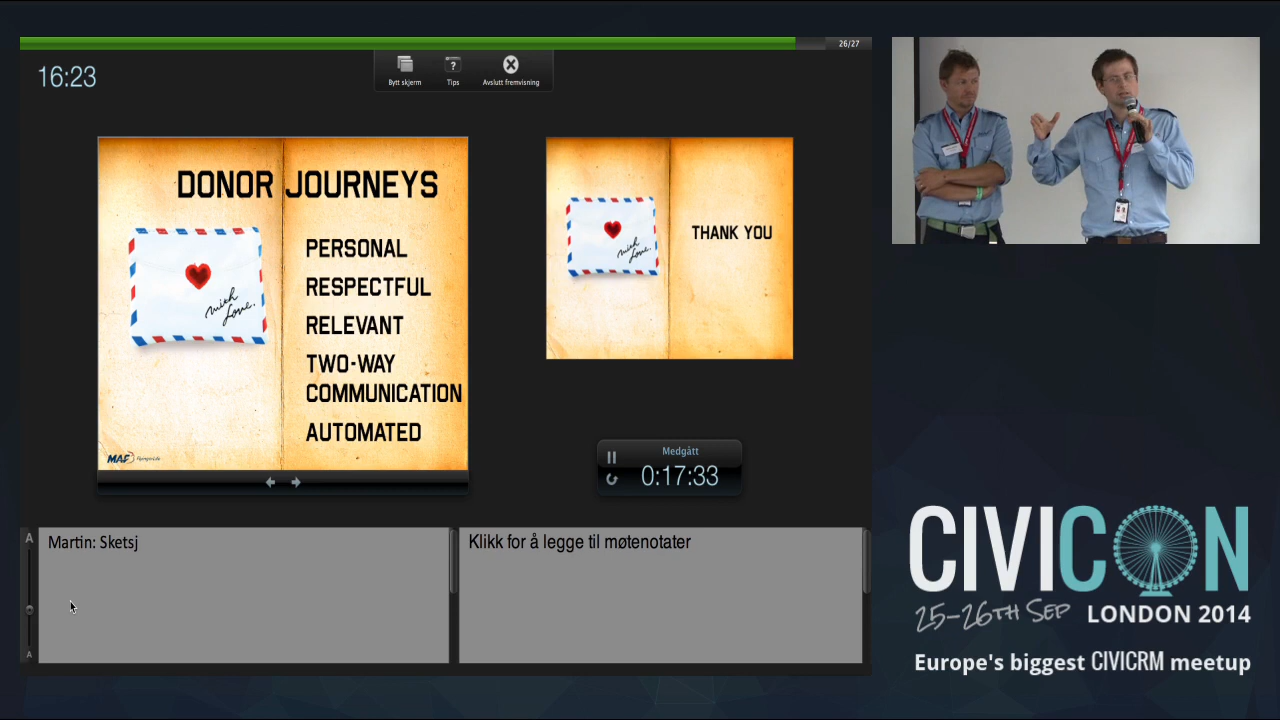 26/27
16:23
Bytt skjerm
Tips
Avslutt fremvisning
DONOR JOURNEYS
PERSONAL
RESPECTFUL
RELEVANT
TWO-WAY
COMMUNICATION
AUTOMATED
with
love.
MAF
THANK YOU
with
love.
Medgått
0:17:33
A
Martin: Sketsj
Klikk for å legge til møtenotater
A
CIVICON
25-26TH SEP LONDON 2014
Europe's biggest CIVICRM meetup